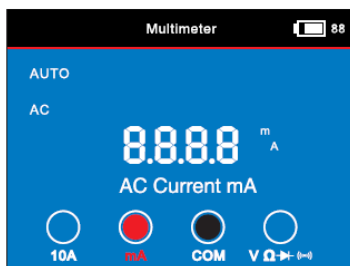 Multimeter 88
AUTO
AC
8.8.8.8 m
A
AC Current mA
10A mA COM V Ω